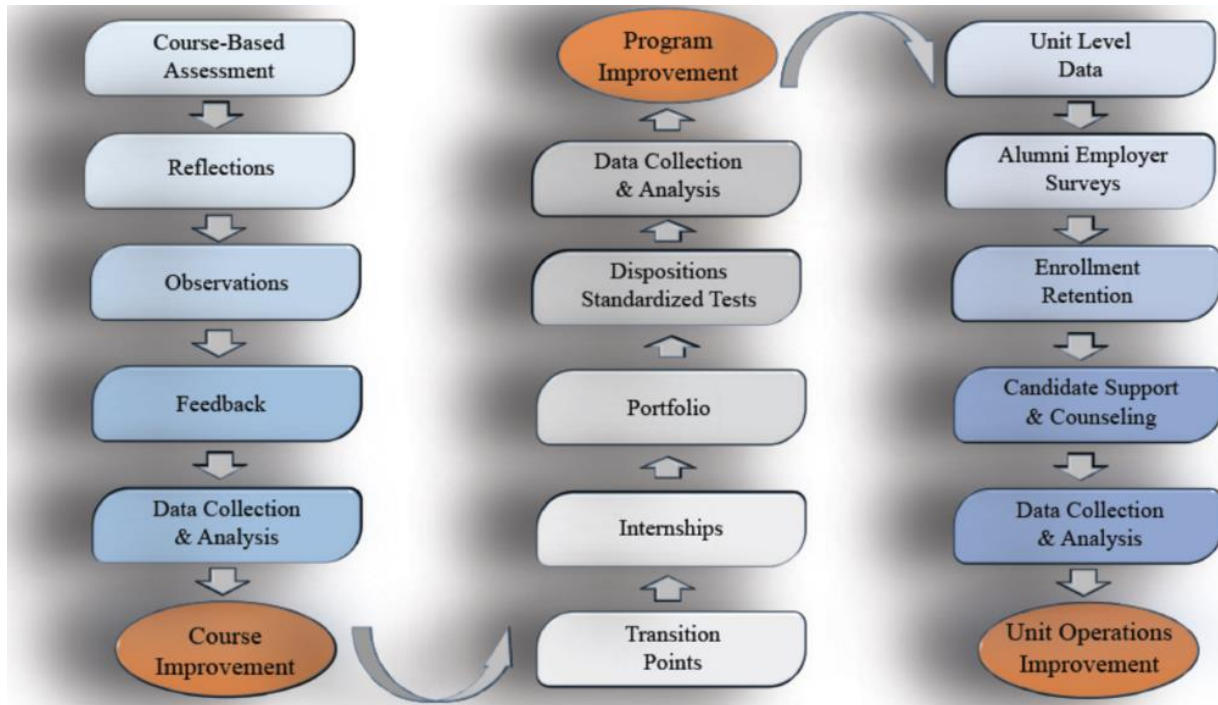 Course-Based
Assessment
Reflections
Observations
Feedback
Data Collection
& Analysis
Course
Improvement
Program
Improvement
Data Collection
& Analysis
Dispositions
Standardized Tests
Portfolio
Internships
Transition
Points
Unit Level
Data
Alumni Employer
Surveys
Enrollment
Retention
Candidate Support
& Counseling
Data Collection
& Analysis
Unit Operations
Improvement